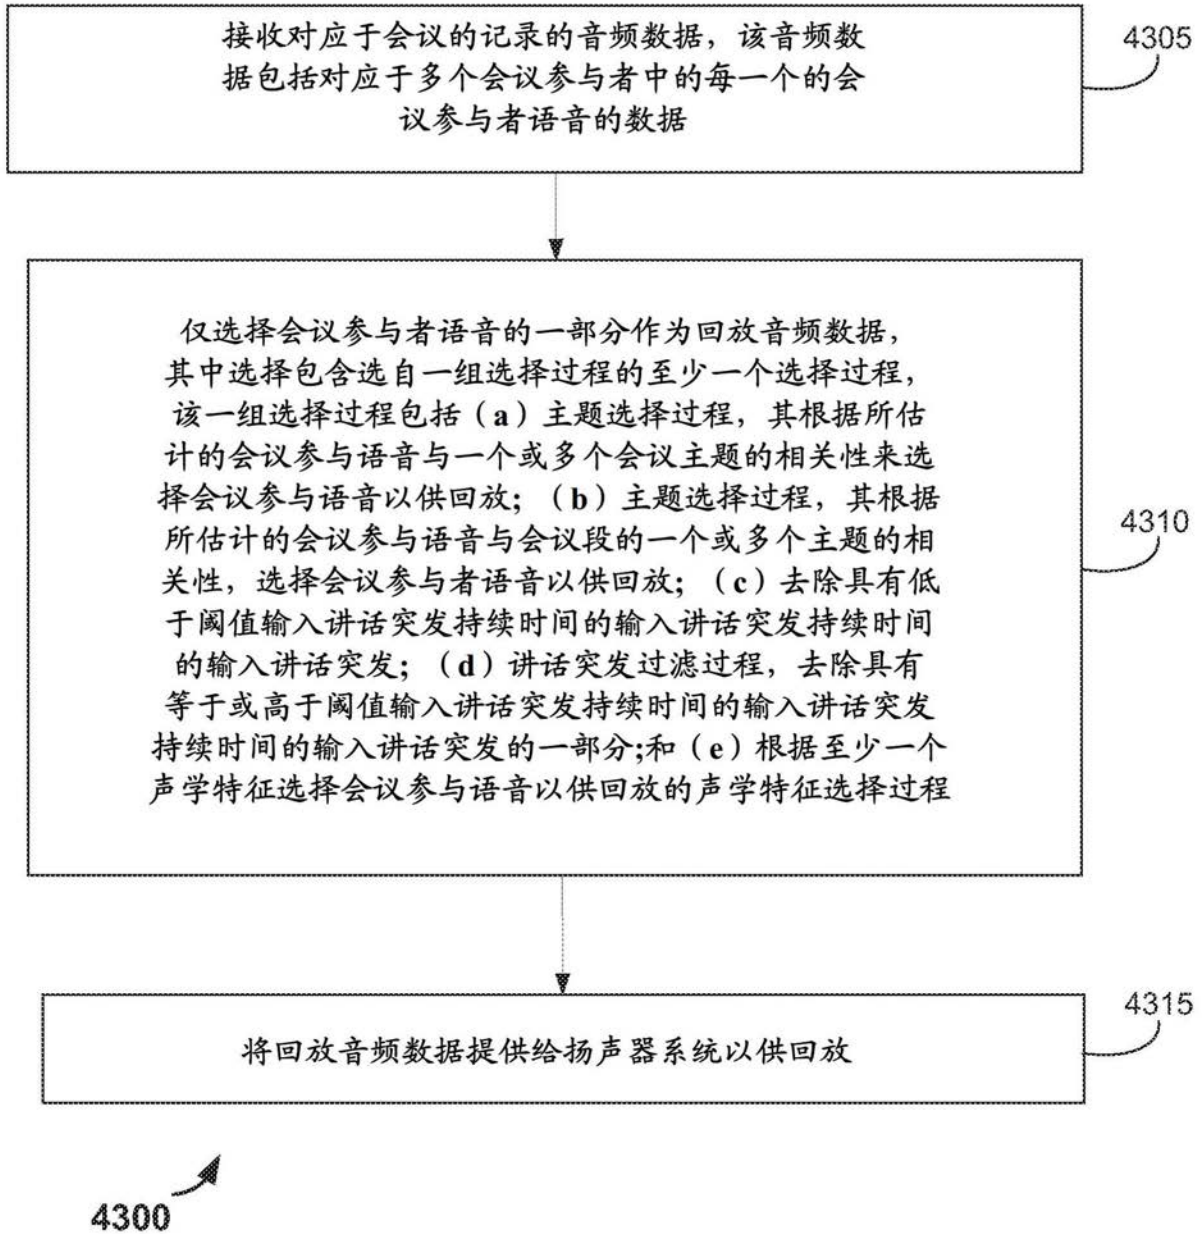 接收对应于会议的记录的音频数据，该音频数
据包括对应于多个会议参与者中的每一个的会
议参与者语音的数据
4305
仅选择会议参与者语音的一部分作为回放音频数据，
其中选择包含选自一组选择过程的至少一个选择过程，
该一组选择过程包括（a）主题选择过程，其根据所估
计的会议参与语音与一个或多个会议主题的相关性来选
择会议参与语音以供回放；（b）主题选择过程，其根据
所估计的会议参与语音与会议段的一个或多个主题的相
关性，选择会议参与者语音以供回放；（c）去除具有低
于阈值输入讲话突发持续时间的输入讲话突发持续时间
的输入讲话突发；（d）讲话突发过滤过程，去除具有
等于或高于阈值输入讲话突发持续时间的输入讲话突发
持续时间的输入讲话突发的一部分;和（e）根据至少一个
声学特征选择会议参与语音以供回放的声学特征选择过程
4310
将回放音频数据提供给扬声器系统以供回放
4315
4300